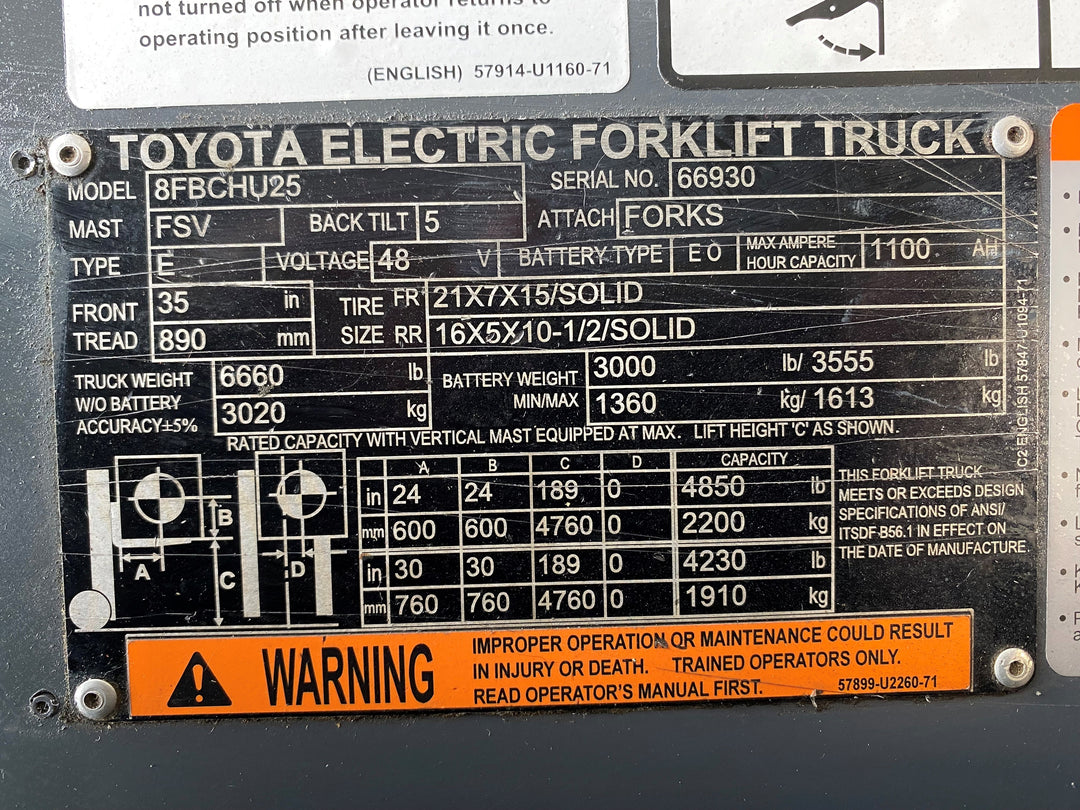 not turned off when operator returns to
operating position after leaving it once.
(ENGLISH) 57914-U1160-71
TOYOTA ELECTRIC FORKLIFT TRUCK
MODEL 8FBCHU25 SERIAL NO. 66930
MAST FSV BACK TILT 5 ATTACH FORKS
TYPE E VOLTAGE 48 V BATTERY TYPE E O MAX AMPERE HOUR CAPACITY 1100 AH
FRONT TREAD 35 in TIRE SIZE FR 21X7X15/SOLID
890 mm RR 16X5X10-1/2/SOLID
TRUCK WEIGHT W/O BATTERY ACCURACY±5% 6660 lb BATTERY WEIGHT MIN/MAX 3000 lb/ 3555 lb
3020 kg 1360 kg/ 1613 kg
RATED CAPACITY WITH VERTICAL MAST EQUIPPED AT MAX. LIFT HEIGHT 'C' AS SHOWN.
A B C D CAPACITY
in 24 24 189 0 4850 lb
mm 600 600 4760 0 2200 kg
in 30 30 189 0 4230 lb
mm 760 760 4760 0 1910 kg
A B C D
THIS FORKLIFT TRUCK
MEETS OR EXCEEDS DESIGN
SPECIFICATIONS OF ANSI/
ITSDF-B56.1 IN EFFECT ON
THE DATE OF MANUFACTURE.
C2 ENGLISH 57847-U1094-71
WARNING
IMPROPER OPERATION OR MAINTENANCE COULD RESULT
IN INJURY OR DEATH. TRAINED OPERATORS ONLY.
READ OPERATOR'S MANUAL FIRST.
57899-U2260-71